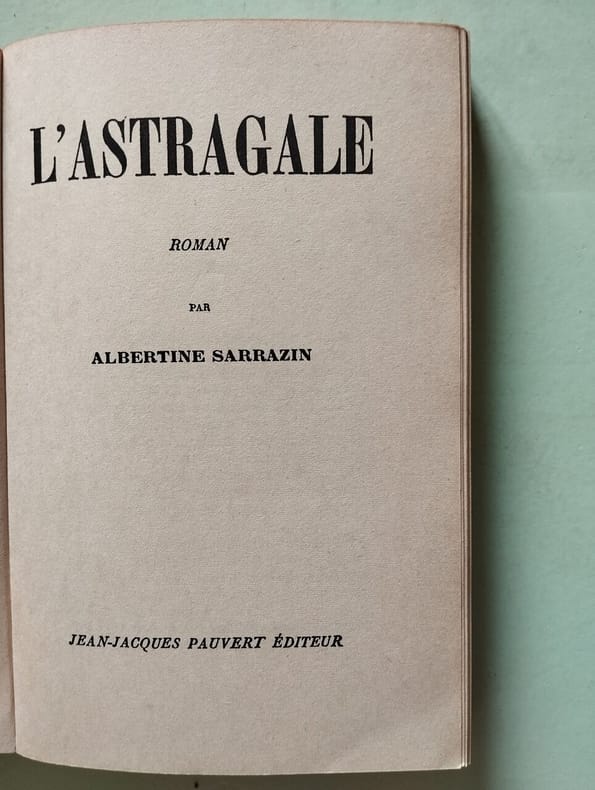 L'ASTRAGALE
ROMAN
PAR
ALBERTINE SARRAZIN
JEAN-JACQUES PAUVERT ÉDITEUR